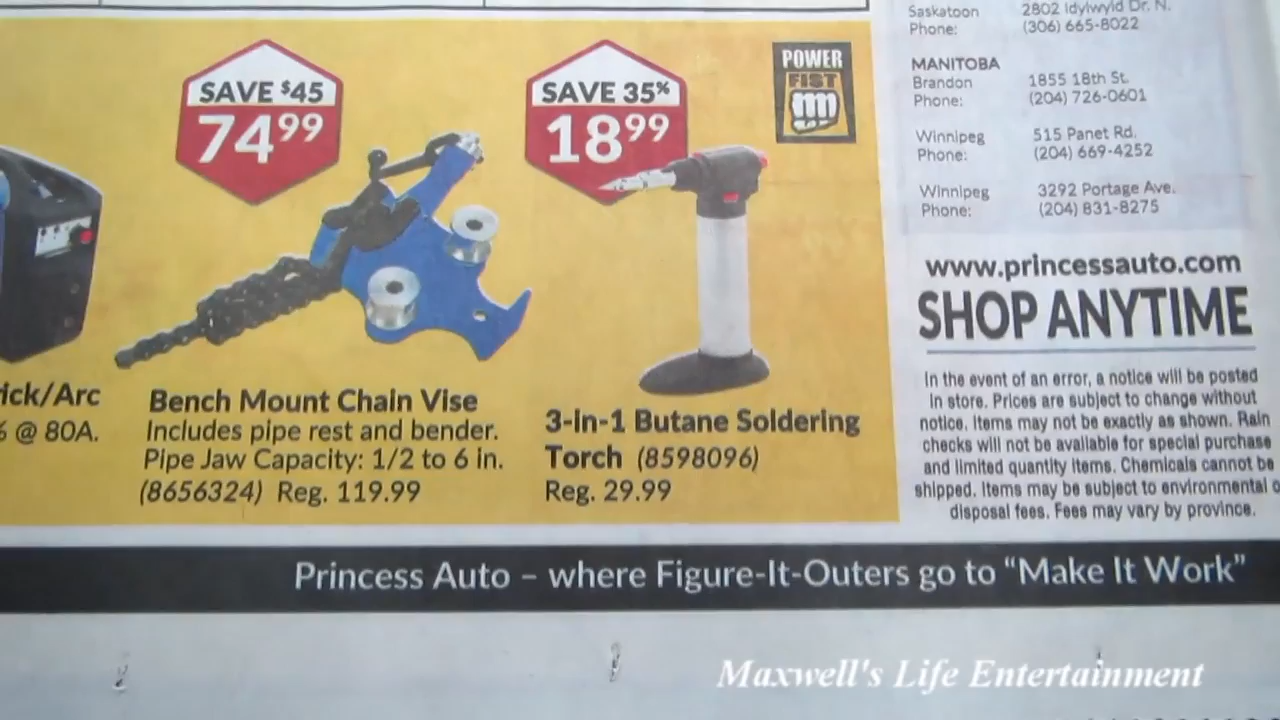 SAVE $45
74 99
SAVE 35%
18 99
POWER
FIST
ick/Arc
@ 80A.
Bench Mount Chain Vise
Includes pipe rest and bender.
Pipe Jaw Capacity: 1/2 to 6 in.
(8656324) Reg. 119.99
3-in-1 Butane Soldering
Torch (8598096)
Reg. 29.99
Saskatoon 2802 Idylwyld Dr. N.
Phone: (306) 665-8022
MANITOBA
Brandon 1855 18th St.
Phone: (204) 726-0601
Winnipeg 515 Panet Rd.
Phone: (204) 669-4252
Winnipeg 3292 Portage Ave.
Phone: (204) 831-8275
www.princessauto.com
SHOP ANYTIME
In the event of an error, a notice will be posted
in store. Prices are subject to change without
notice. Items may not be exactly as shown. Rain
checks will not be available for special purchase
and limited quantity items. Chemicals cannot be
shipped. Items may be subject to environmental o
disposal fees. Fees may vary by province.
Princess Auto – where Figure-It-Outers go to “Make It Work”
Maxwell's Life Entertainment